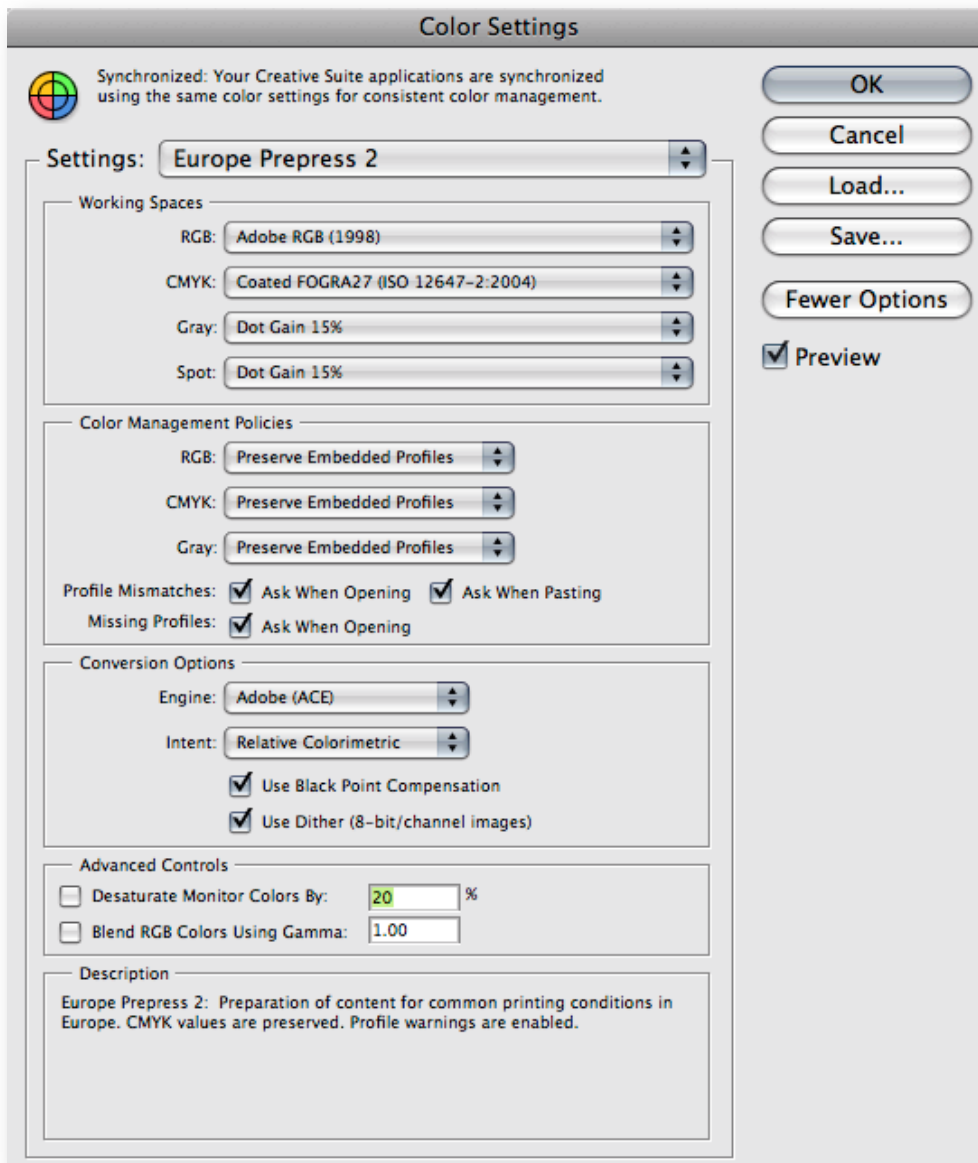 Color Settings
Synchronized: Your Creative Suite applications are synchronized
using the same color settings for consistent color management.
OK
Cancel
Load...
Save...
Fewer Options
Preview
Settings: Europe Prepress 2
Working Spaces
RGB: Adobe RGB (1998)
CMYK: Coated FOGRA27 (ISO 12647-2:2004)
Gray: Dot Gain 15%
Spot: Dot Gain 15%
Color Management Policies
RGB: Preserve Embedded Profiles
CMYK: Preserve Embedded Profiles
Gray: Preserve Embedded Profiles
Profile Mismatches: Ask When Opening Ask When Pasting
Missing Profiles: Ask When Opening
Conversion Options
Engine: Adobe (ACE)
Intent: Relative Colorimetric
Use Black Point Compensation
Use Dither (8-bit/channel images)
Advanced Controls
Desaturate Monitor Colors By: 20 %
Blend RGB Colors Using Gamma: 1.00
Description
Europe Prepress 2: Preparation of content for common printing conditions in
Europe. CMYK values are preserved. Profile warnings are enabled.